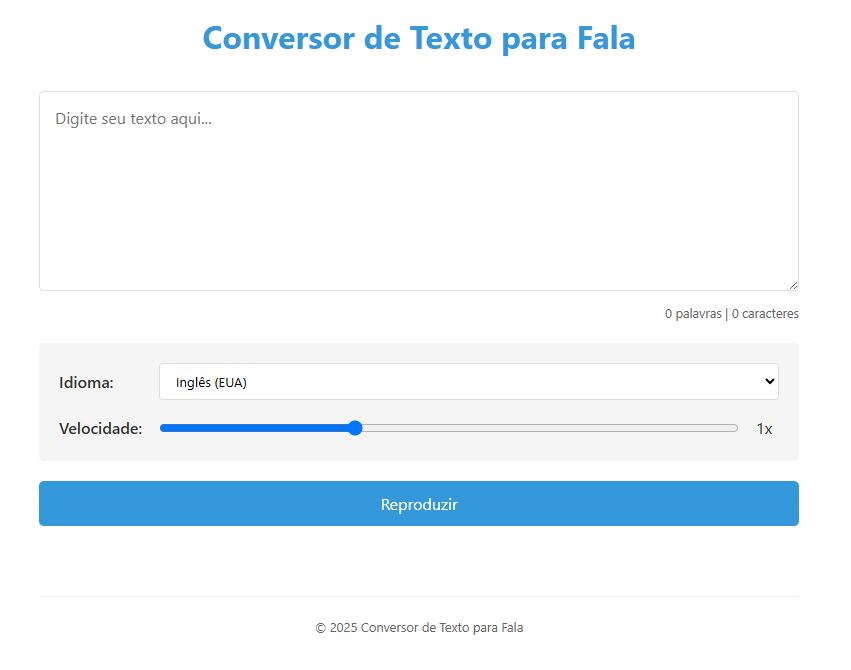 Conversor de Texto para Fala
Digite seu texto aqui...
0 palavras | 0 caracteres
Idioma:
Inglês (EUA)
Velocidade:
1x
Reproduzir
© 2025 Conversor de Texto para Fala